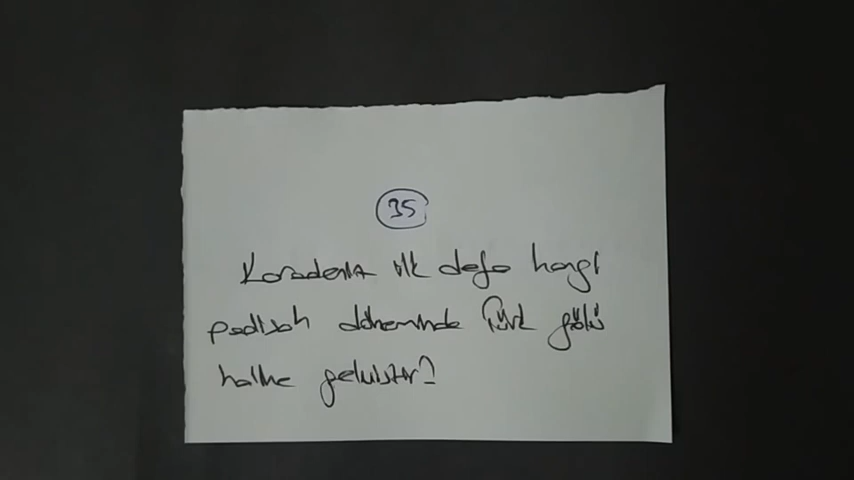 35
Karadeniz ilk defa hangi
padişah döneminde Türk gölü
haline gelmiştir?